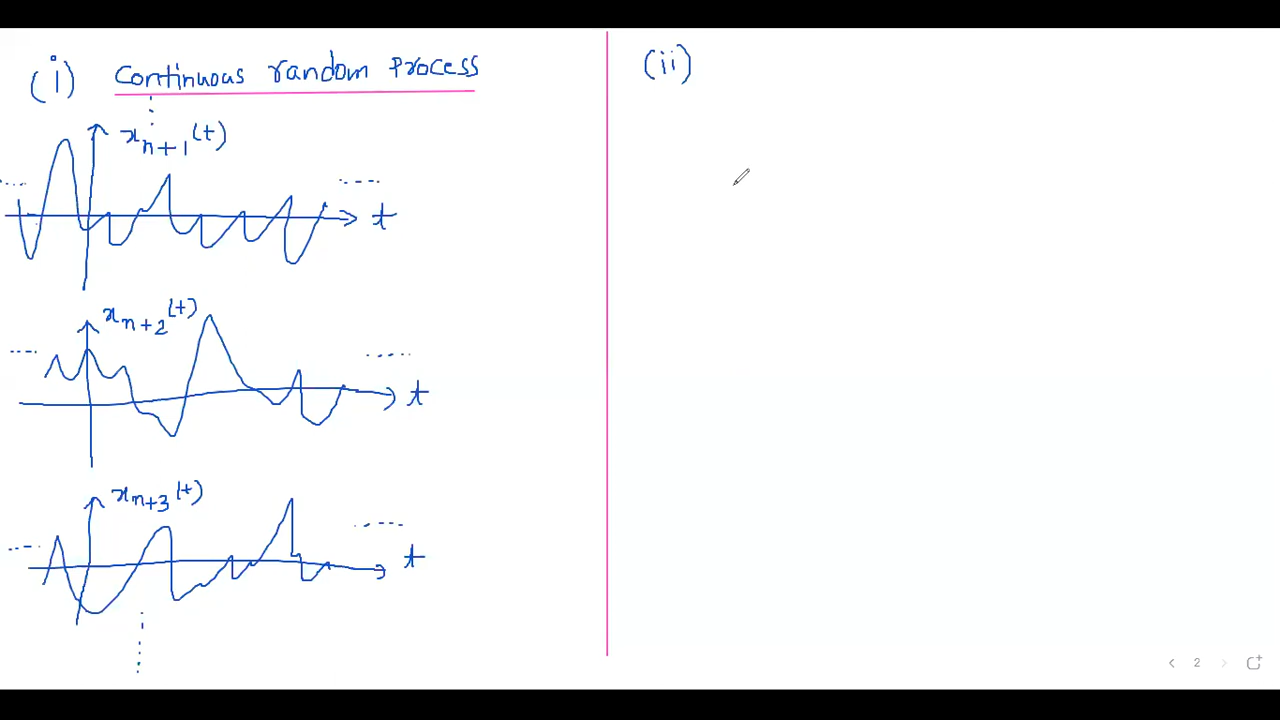 (i) Continuous random process
x_{n+1}(t)
t
x_{n+2}(t)
t
x_{n+3}(t)
t
(ii)
2